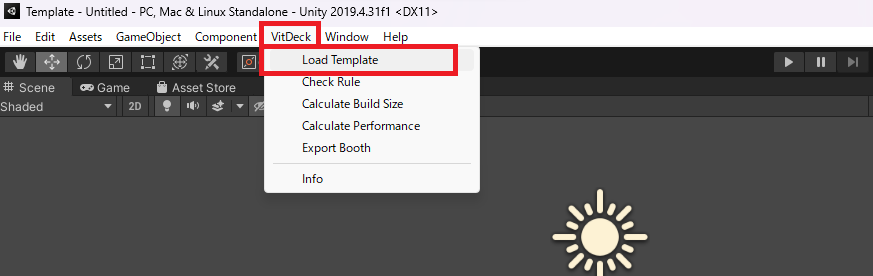 Template - Untitled - PC, Mac & Linux Standalone - Unity 2019.4.31f1 <DX11>
File Edit Assets GameObject Component VitDeck Window Help
Load Template
Scene Game Asset Store
Check Rule
Shaded 2D
Calculate Build Size
Calculate Performance
Export Booth
Info